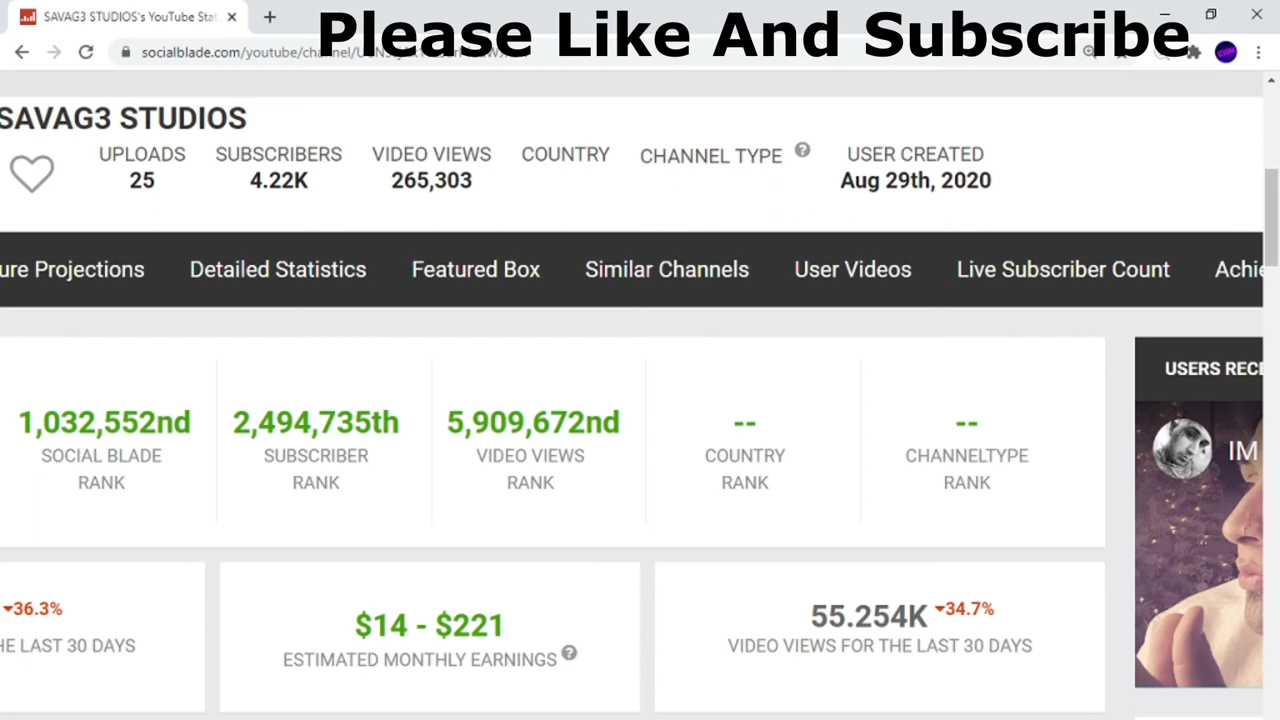 SAVAG3 STUDIOS's YouTube Stat
Please Like And Subscribe
socialblade.com/youtube/channel/
SAVAG3 STUDIOS
UPLOADS SUBSCRIBERS VIDEO VIEWS COUNTRY CHANNEL TYPE USER CREATED
25 4.22K 265,303 Aug 29th, 2020
ure Projections Detailed Statistics Featured Box Similar Channels User Videos Live Subscriber Count Achie
USERS RECE
1,032,552nd 2,494,735th 5,909,672nd -- --
SOCIAL BLADE SUBSCRIBER VIDEO VIEWS COUNTRY CHANNELTYPE
RANK RANK RANK RANK RANK
IM
36.3% $14 - $221 55.254K 34.7%
HE LAST 30 DAYS ESTIMATED MONTHLY EARNINGS VIDEO VIEWS FOR THE LAST 30 DAYS